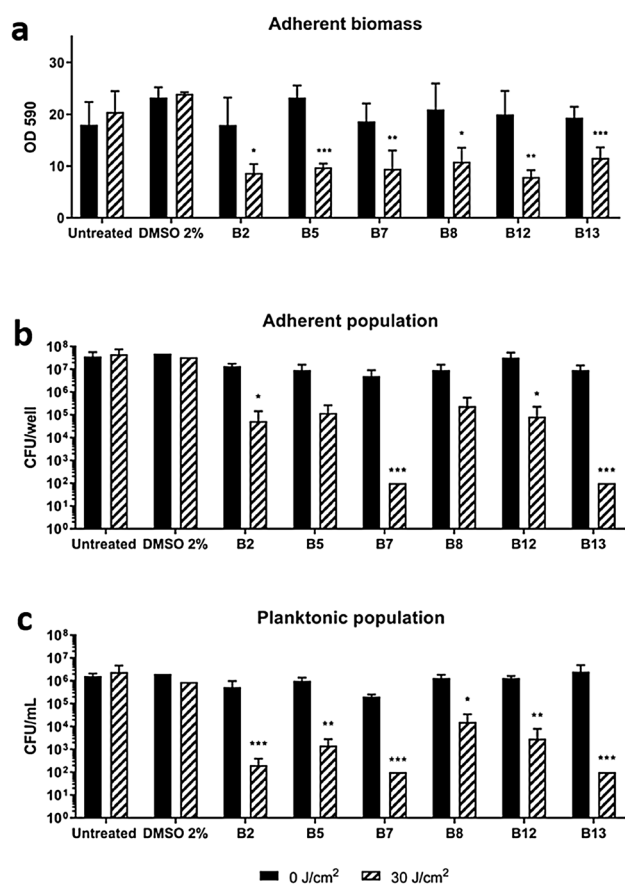 a
Adherent biomass
OD 590
30
20
10
0
* *** ** * ** ***
Untreated DMSO 2% B2 B5 B7 B8 B12 B13
b
Adherent population
CFU/well
10⁸
10⁷
10⁶
10⁵
10⁴
10³
10²
10¹
10⁰
* *** * ***
Untreated DMSO 2% B2 B5 B7 B8 B12 B13
c
Planktonic population
CFU/mL
10⁸
10⁷
10⁶
10⁵
10⁴
10³
10²
10¹
10⁰
*** ** *** * ** ***
Untreated DMSO 2% B2 B5 B7 B8 B12 B13
0 J/cm² 30 J/cm²